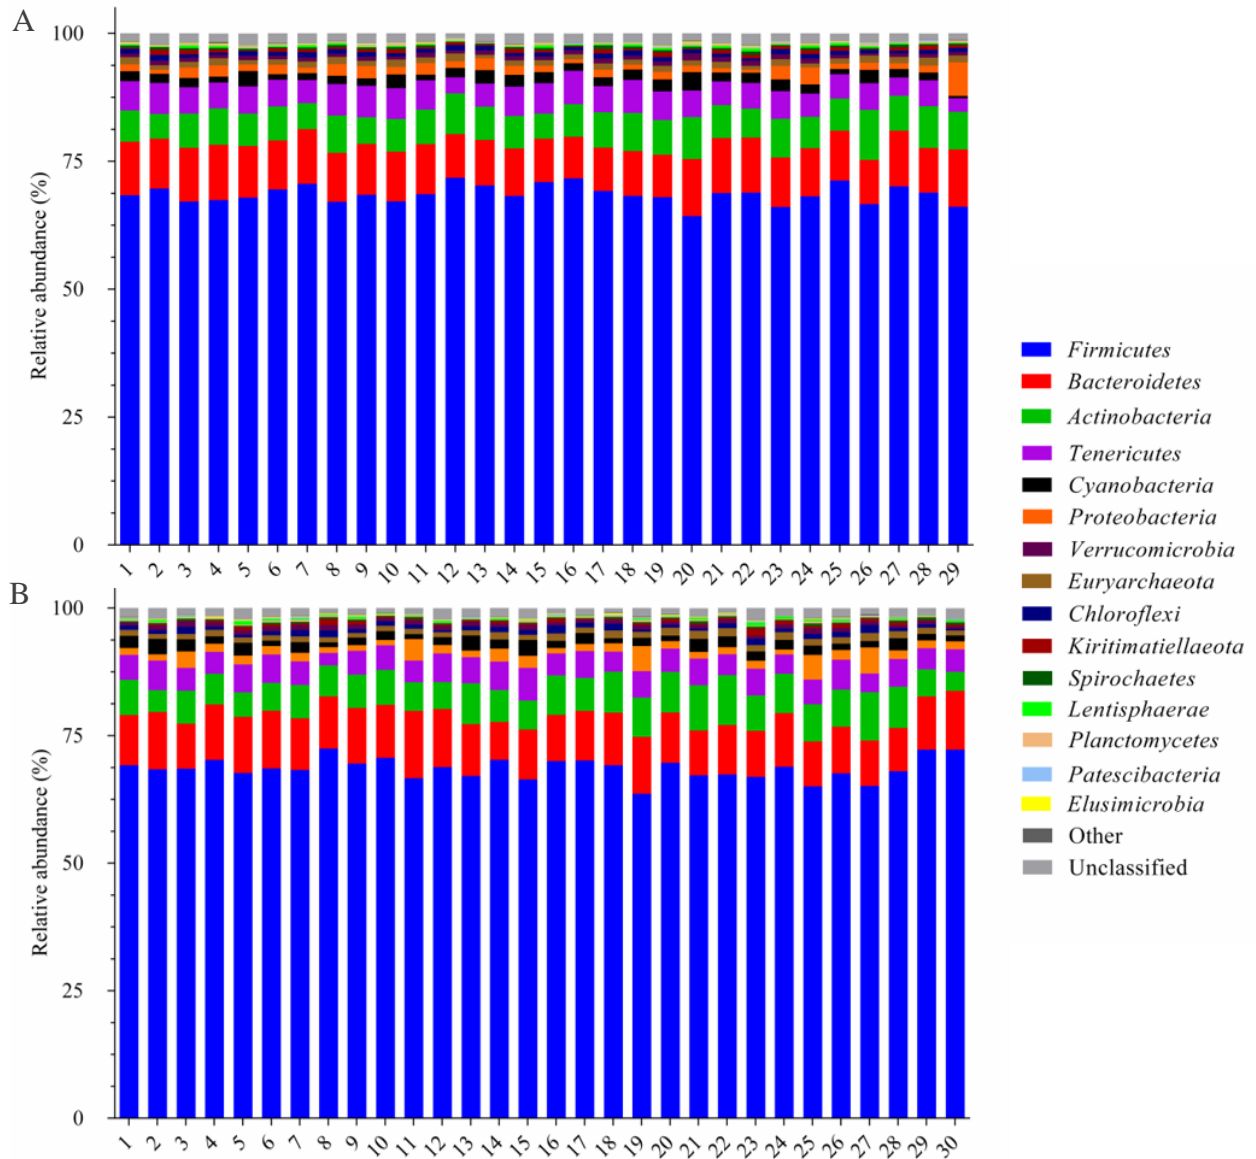 A
100
75
50
25
0
Relative abundance (%)
1 2 3 4 5 6 7 8 9 10 11 12 13 14 15 16 17 18 19 20 21 22 23 24 25 26 27 28 29
B
100
75
50
25
0
Relative abundance (%)
1 2 3 4 5 6 7 8 9 10 11 12 13 14 15 16 17 18 19 20 21 22 23 24 25 26 27 28 29 30
Firmicutes
Bacteroidetes
Actinobacteria
Tenericutes
Cyanobacteria
Proteobacteria
Verrucomicrobia
Euryarchaeota
Chloroflexi
Kiritimatiellaeota
Spirochaetes
Lentisphaerae
Planctomycetes
Patescibacteria
Elusimicrobia
Other
Unclassified